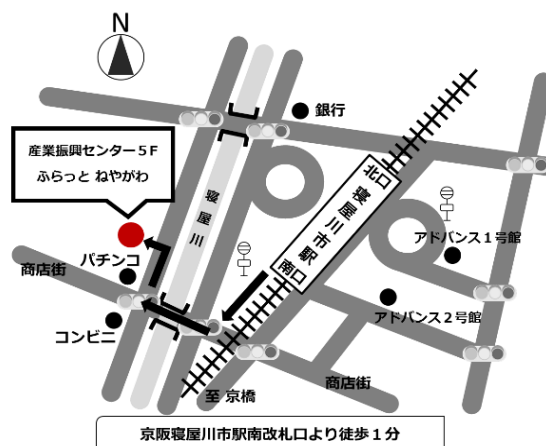 N
銀行
産業振興センター５Ｆ
ふらっと ねやがわ
寝屋川
北口
寝屋川市駅
南口
アドバンス１号館
パチンコ
商店街
アドバンス２号館
コンビニ
商店街
至 京橋
京阪寝屋川市駅南改札口より徒歩１分